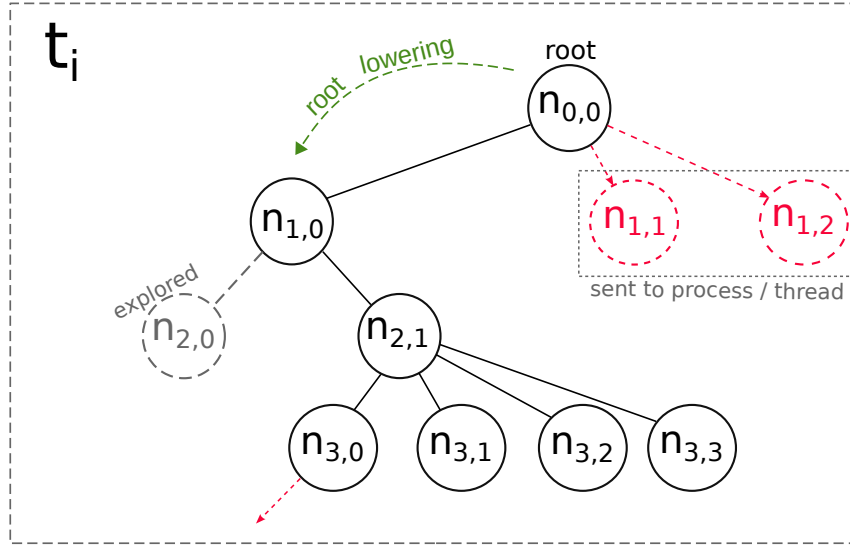 tᵢ
root
root lowering
n₀,₀
n₁,₀
n₁,₁
n₁,₂
sent to process / thread
explored
n₂,₀
n₂,₁
n₃,₀
n₃,₁
n₃,₂
n₃,₃